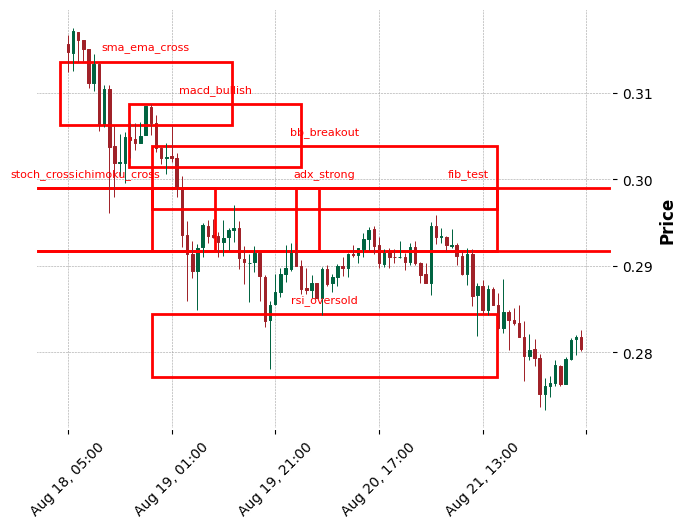 sma_ema_cross
macd_bullish
bb_breakout
stoch_crossichimoku_cross
adx_strong
fib_test
rsi_oversold
0.31
0.30
0.29
0.28
Price
Aug 18, 05:00
Aug 19, 01:00
Aug 19, 21:00
Aug 20, 17:00
Aug 21, 13:00